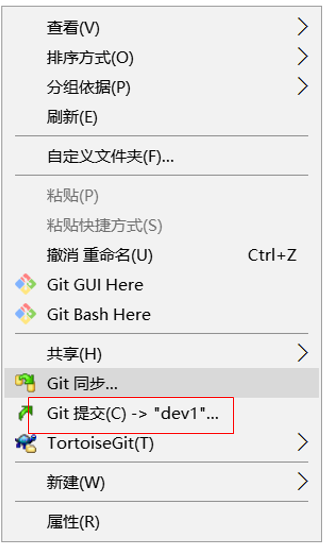 查看(V)
排序方式(O)
分组依据(P)
刷新(E)
自定义文件夹(F)...
粘贴(P)
粘贴快捷方式(S)
撤消 重命名(U) Ctrl+Z
Git GUI Here
Git Bash Here
共享(H)
Git 同步...
Git 提交(C) -> "dev1"...
TortoiseGit(T)
新建(W)
属性(R)